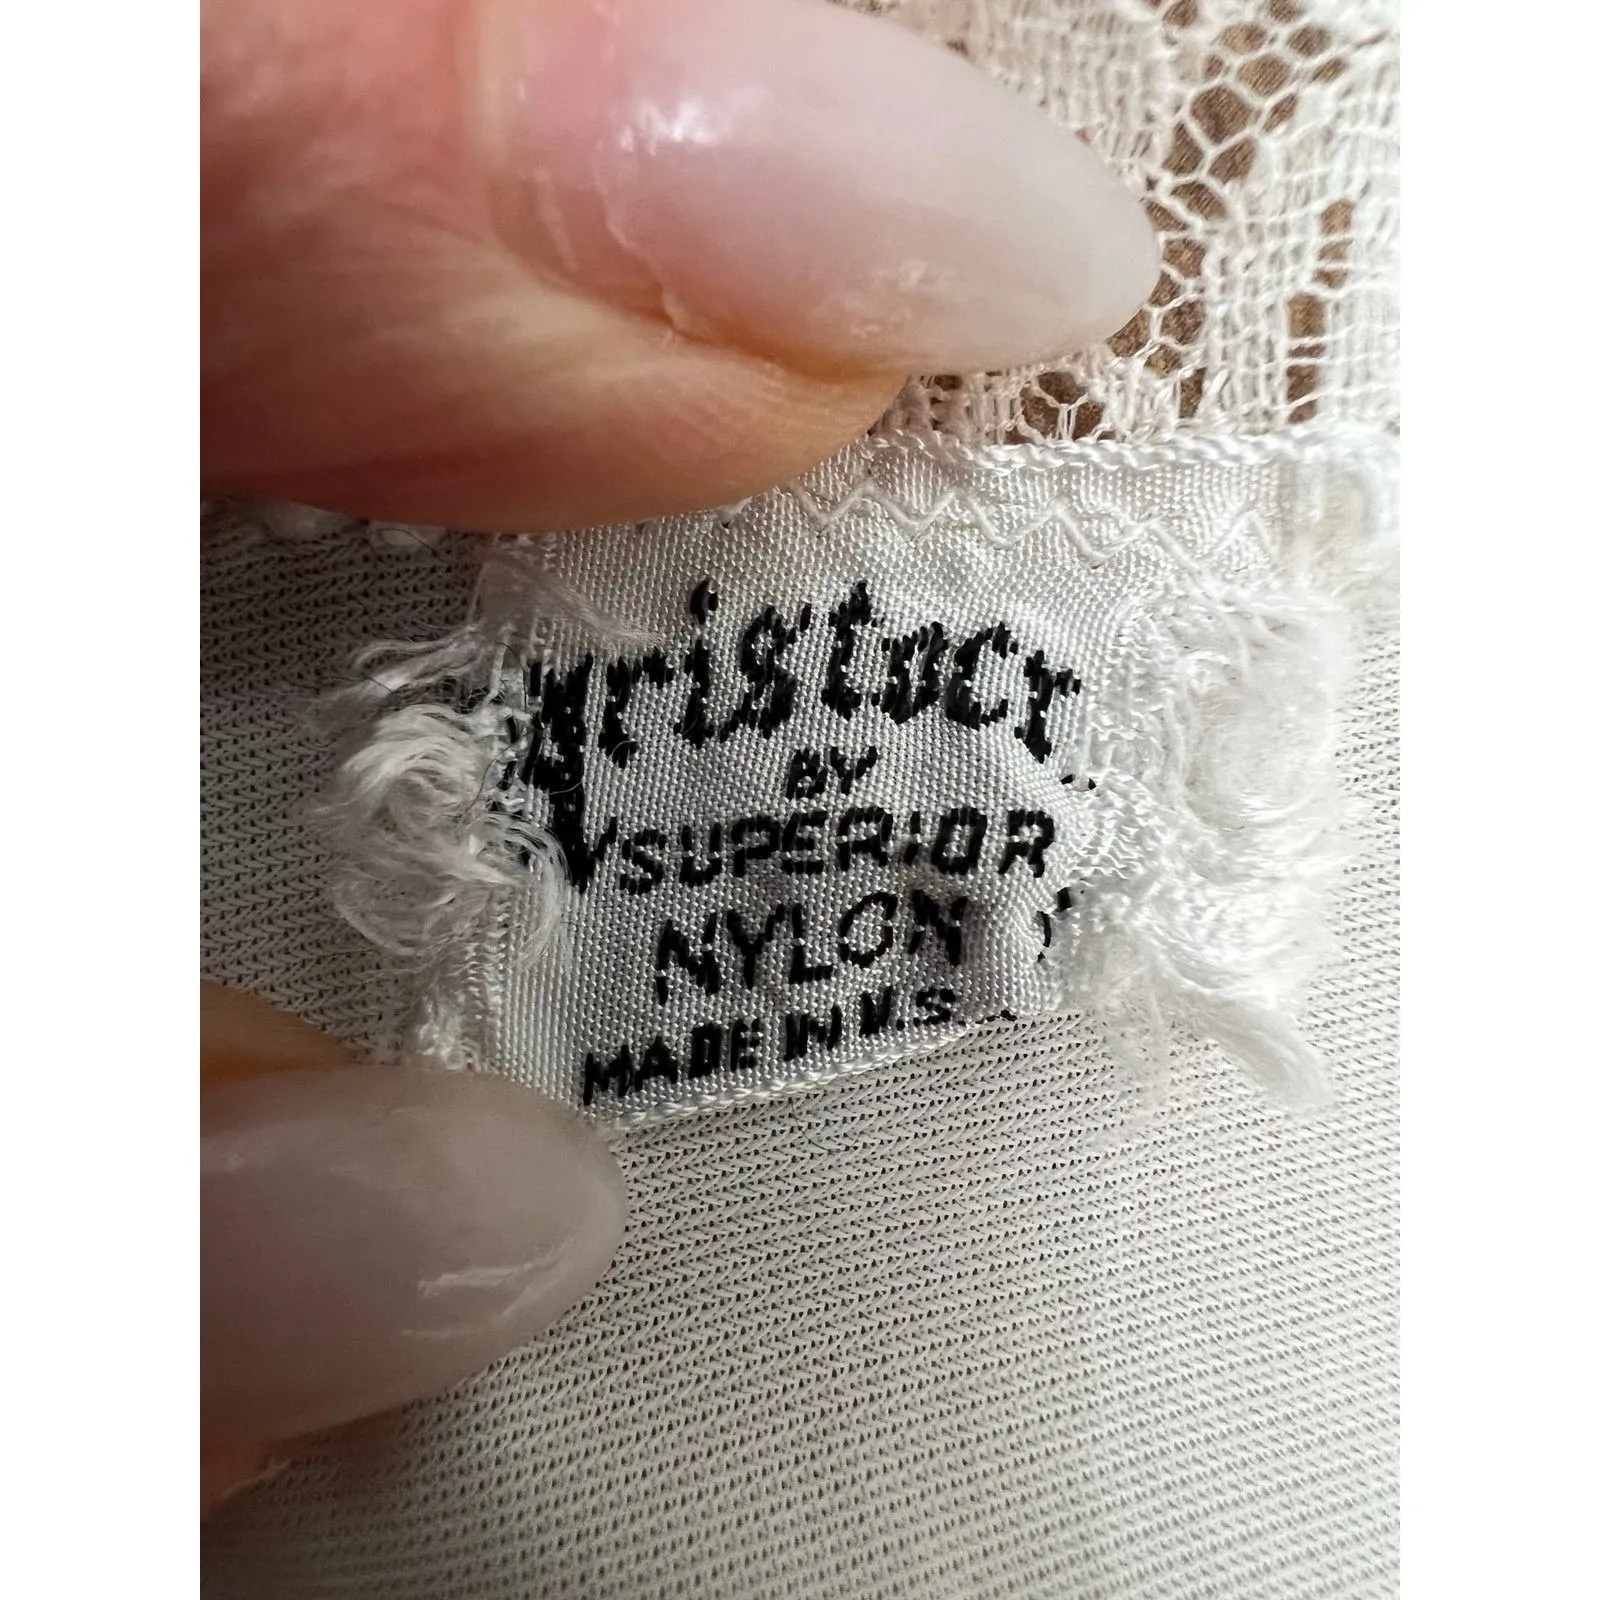 Aristocr
BY
SUPERIOR
NYLON
MADE IN U.S.